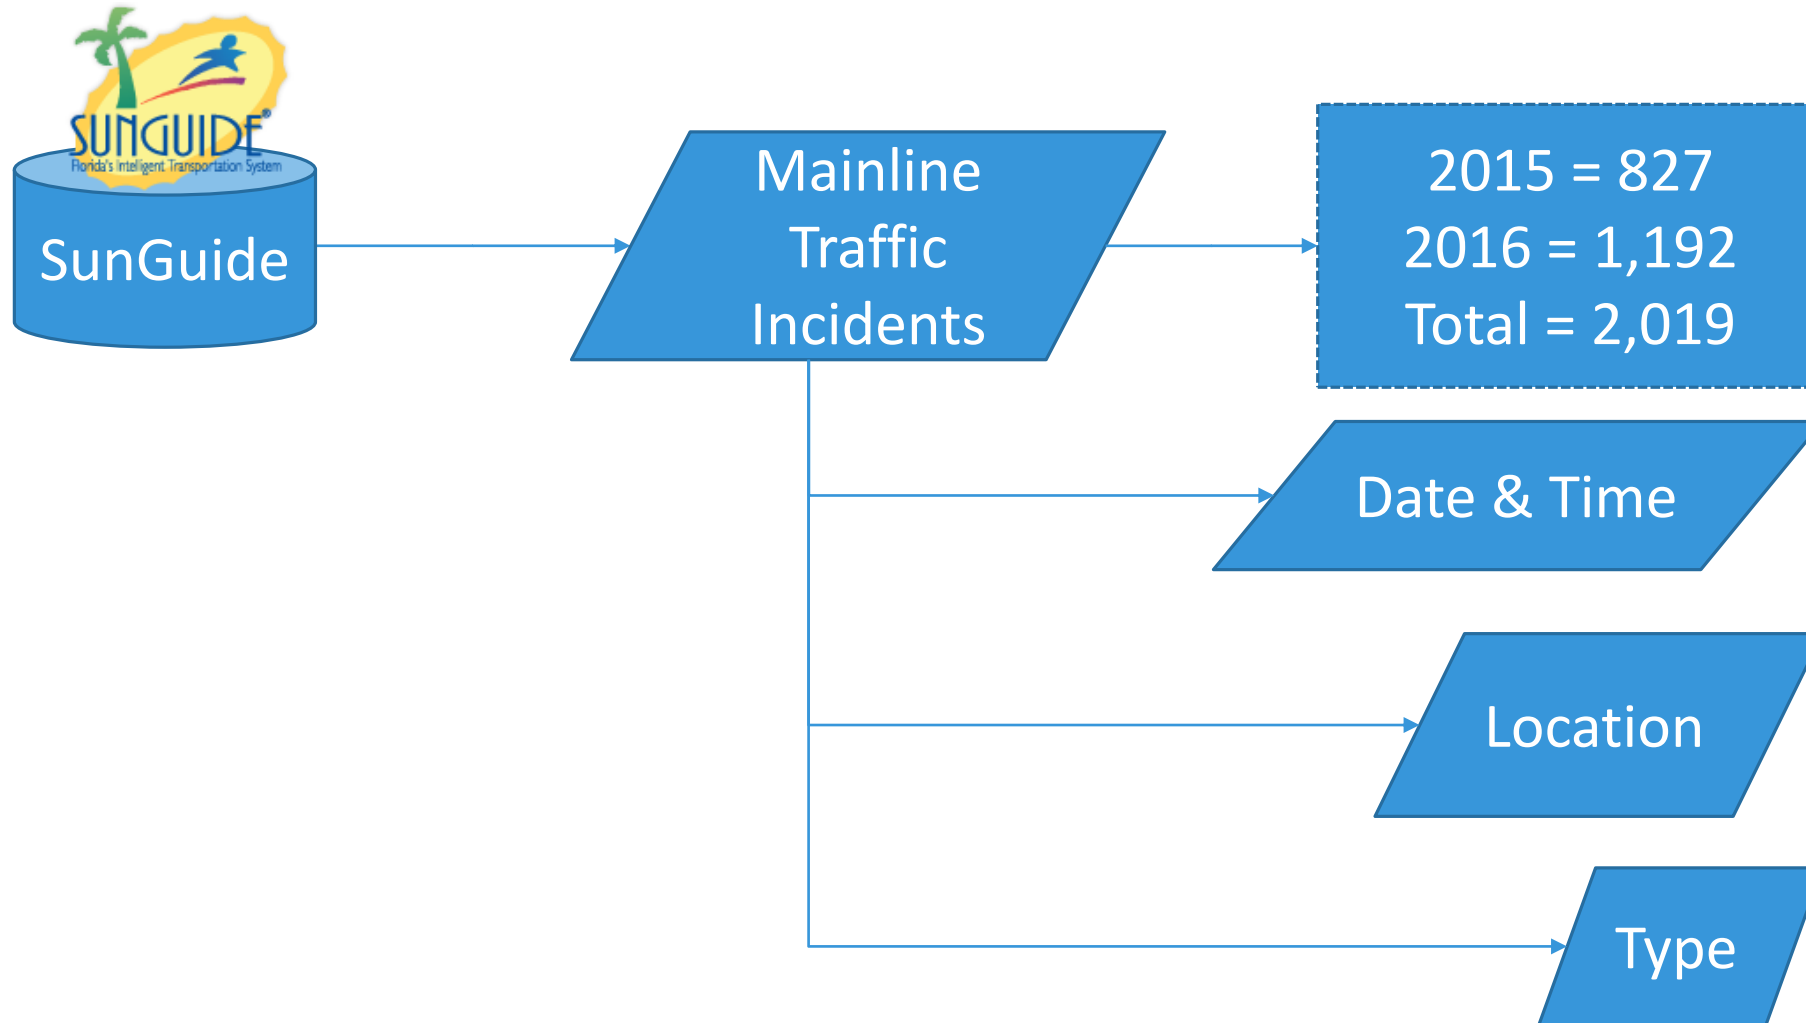 SUNGUIDE®
Florida's Intelligent Transportation System
SunGuide
Mainline
Traffic
Incidents
2015 = 827
2016 = 1,192
Total = 2,019
Date & Time
Location
Type